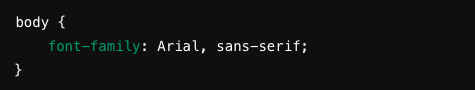 body {
    font-family: Arial, sans-serif;
}